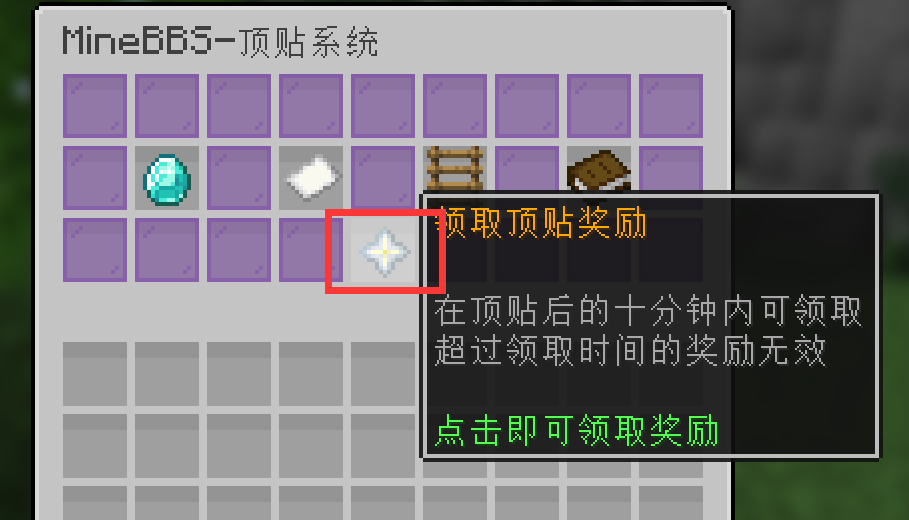 MineBBS-顶贴系统
领取顶贴奖励
在顶贴后的十分钟内可领取
超过领取时间的奖励无效
点击即可领取奖励